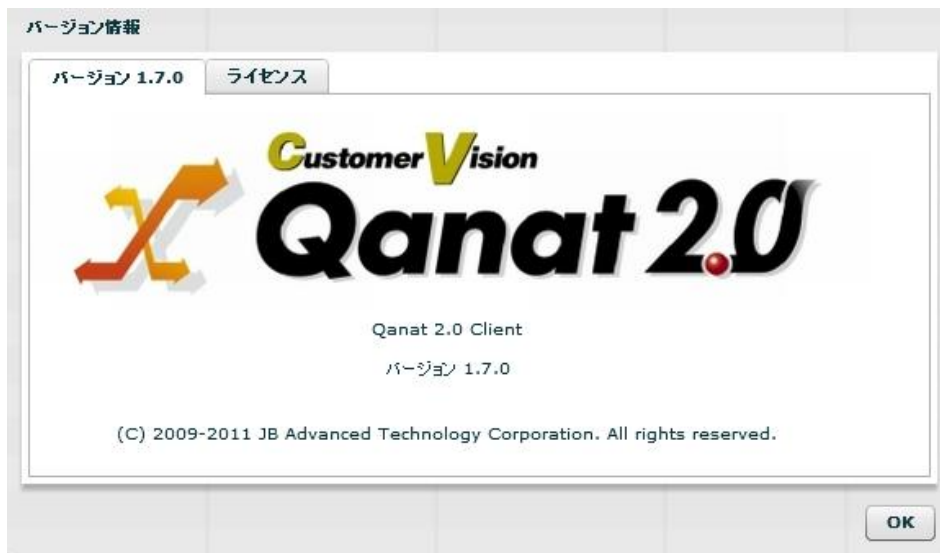 バージョン情報
バージョン 1.7.0 ライセンス
Customer Vision
Qanat 2.0
Qanat 2.0 Client
バージョン 1.7.0
(C) 2009-2011 JB Advanced Technology Corporation. All rights reserved.
OK